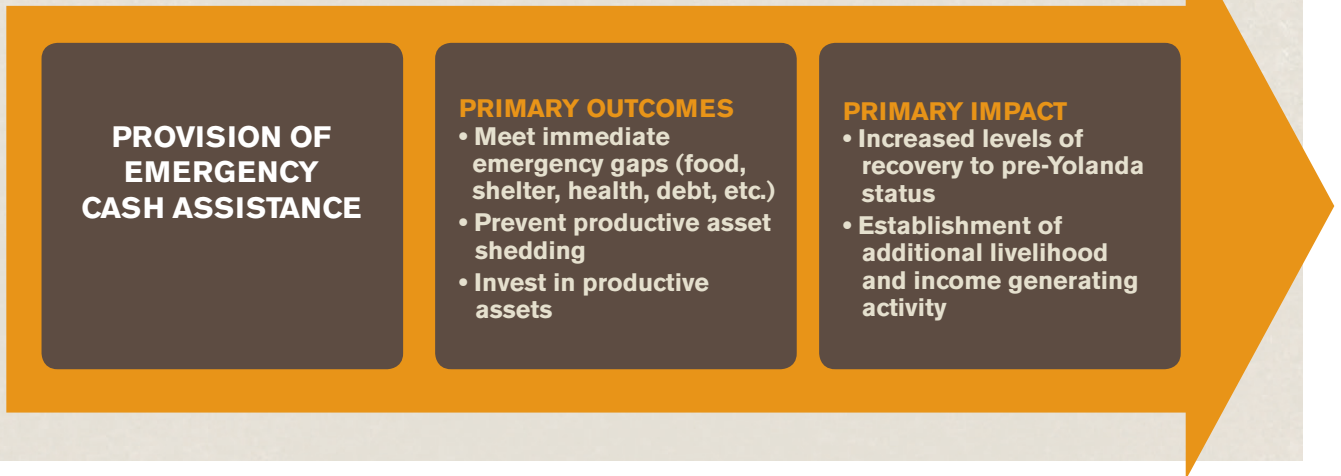 PROVISION OF
EMERGENCY
CASH ASSISTANCE
PRIMARY OUTCOMES
• Meet immediate
emergency gaps (food,
shelter, health, debt, etc.)
• Prevent productive asset
shedding
• Invest in productive
assets
PRIMARY IMPACT
• Increased levels of
recovery to pre-Yolanda
status
• Establishment of
additional livelihood
and income generating
activity